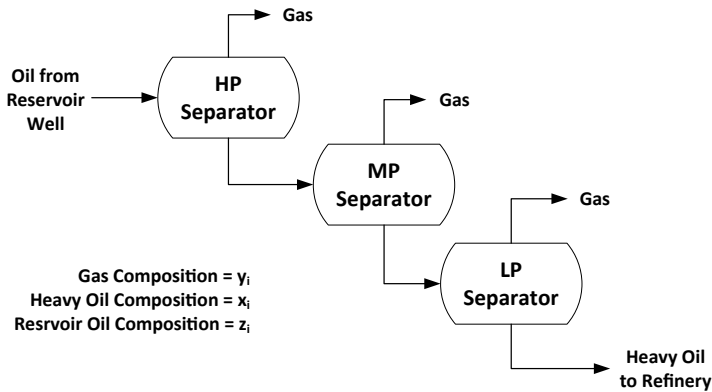 Gas
Oil from
Reservoir
Well
HP
Separator
Gas
MP
Separator
Gas
LP
Separator
Gas Composition = yᵢ
Heavy Oil Composition = xᵢ
Resrvoir Oil Composition = zᵢ
Heavy Oil
to Refinery